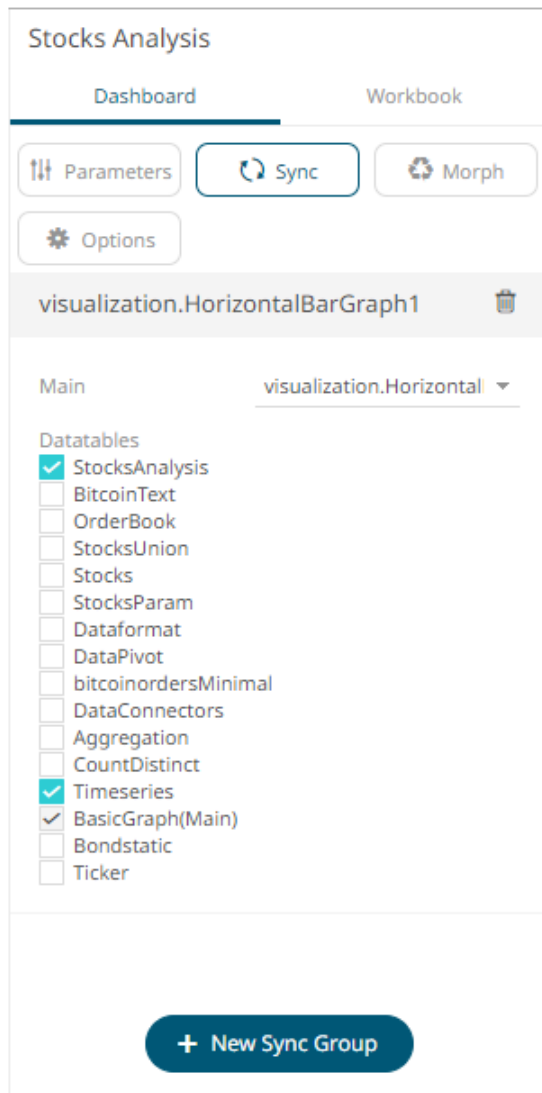 Stocks Analysis
Dashboard Workbook
Parameters Sync Morph
Options
visualization.HorizontalBarGraph1
Main visualization.Horizontal
Datatables
StocksAnalysis
BitcoinText
OrderBook
StocksUnion
Stocks
StocksParam
Dataformat
DataPivot
bitcoinordersMinimal
DataConnectors
Aggregation
CountDistinct
Timeseries
BasicGraph(Main)
Bondstatic
Ticker
+ New Sync Group